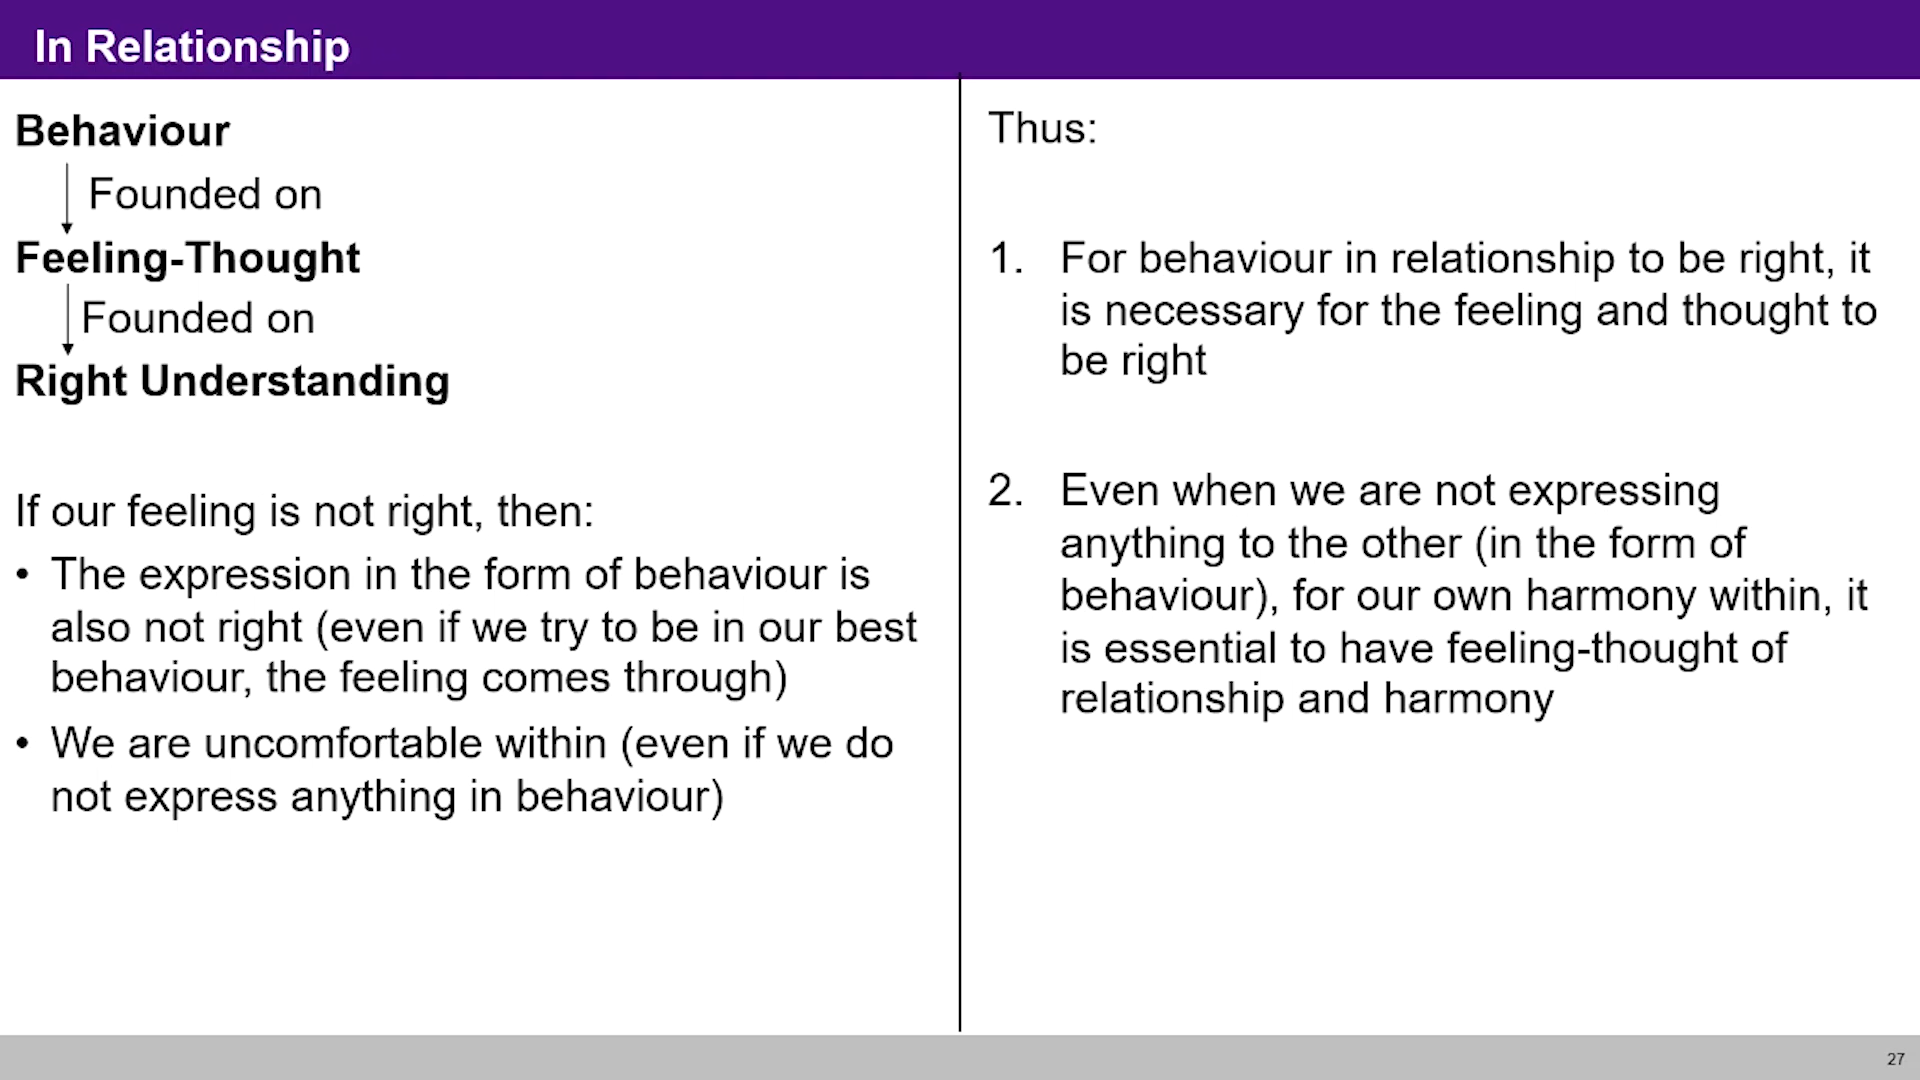 In Relationship
Behaviour
Founded on
Feeling-Thought
Founded on
Right Understanding
If our feeling is not right, then:
• The expression in the form of behaviour is
also not right (even if we try to be in our best
behaviour, the feeling comes through)
• We are uncomfortable within (even if we do
not express anything in behaviour)
Thus:
1. For behaviour in relationship to be right, it
is necessary for the feeling and thought to
be right
2. Even when we are not expressing
anything to the other (in the form of
behaviour), for our own harmony within, it
is essential to have feeling-thought of
relationship and harmony
27